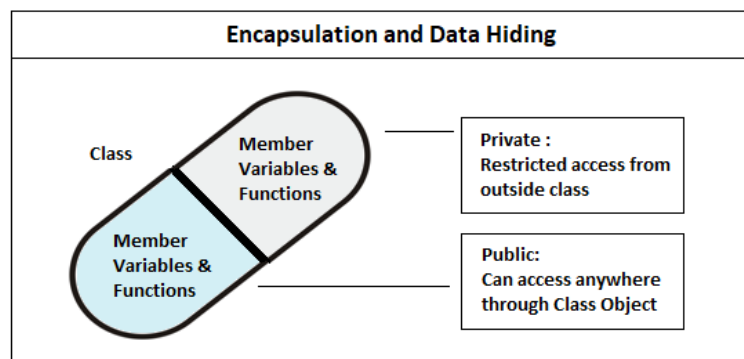 Encapsulation and Data Hiding
Class
Member
Variables &
Functions
Private :
Restricted access from
outside class
Member
Variables &
Functions
Public:
Can access anywhere
through Class Object